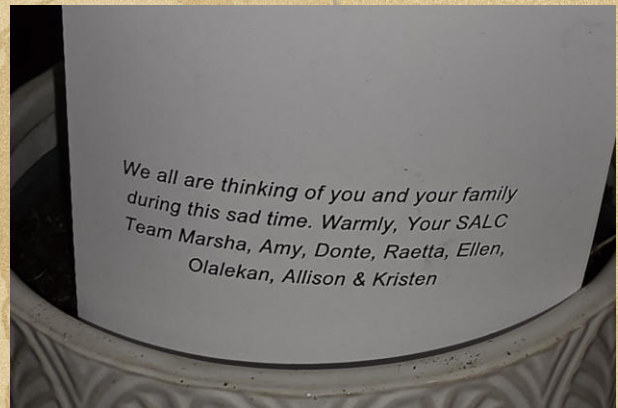 We all are thinking of you and your family
during this sad time. Warmly, Your SALC
Team Marsha, Amy, Donte, Raetta, Ellen,
Olalekan, Allison & Kristen